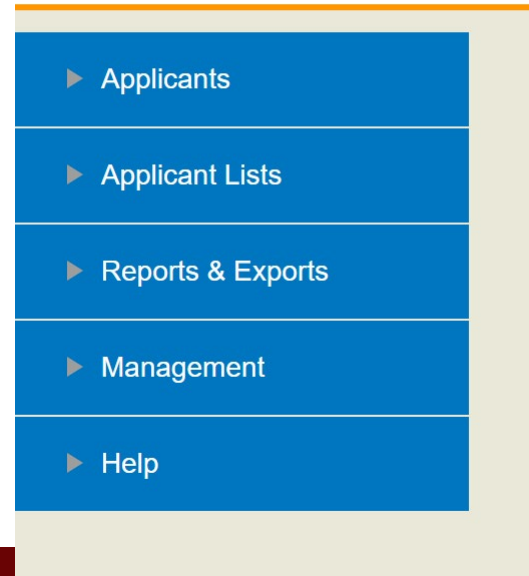 Applicants
Applicant Lists
Reports & Exports
Management
Help